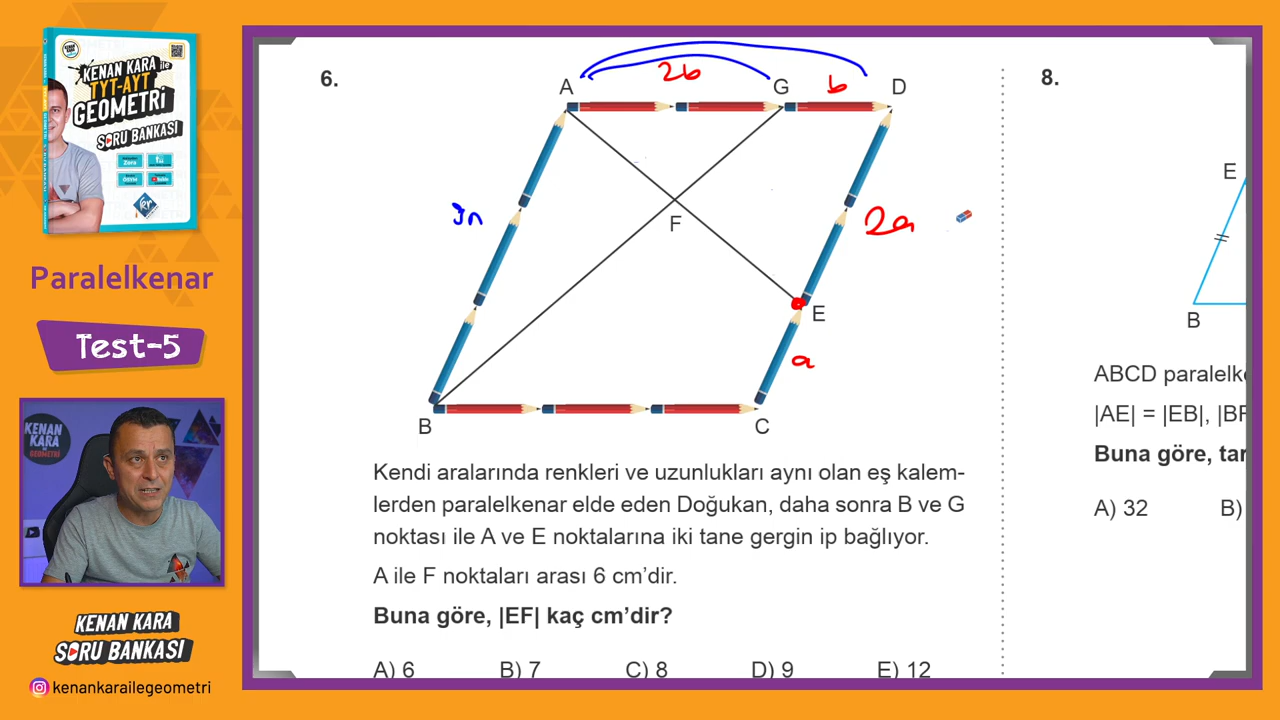 KENAN KARA ile
TYT-AYT
GEOMETRİ
SORU BANKASI
Paralelkenar
Test-5
KENAN
KARA
GEOMETRİ
KENAN KARA
SORU BANKASI
kenankarailegeometri
6.
A
2b
G
b
D
3n
F
2a
E
a
B
C
Kendi aralarında renkleri ve uzunlukları aynı olan eş kalem-
lerden paralelkenar elde eden Doğukan, daha sonra B ve G
noktası ile A ve E noktalarına iki tane gergin ip bağlıyor.
A ile F noktaları arası 6 cm'dir.
Buna göre, |EF| kaç cm'dir?
A) 6 B) 7 C) 8 D) 9 E) 12
8.
E
B
ABCD paralelke
|AE| = |EB|, |BF
Buna göre, tar
A) 32 B)